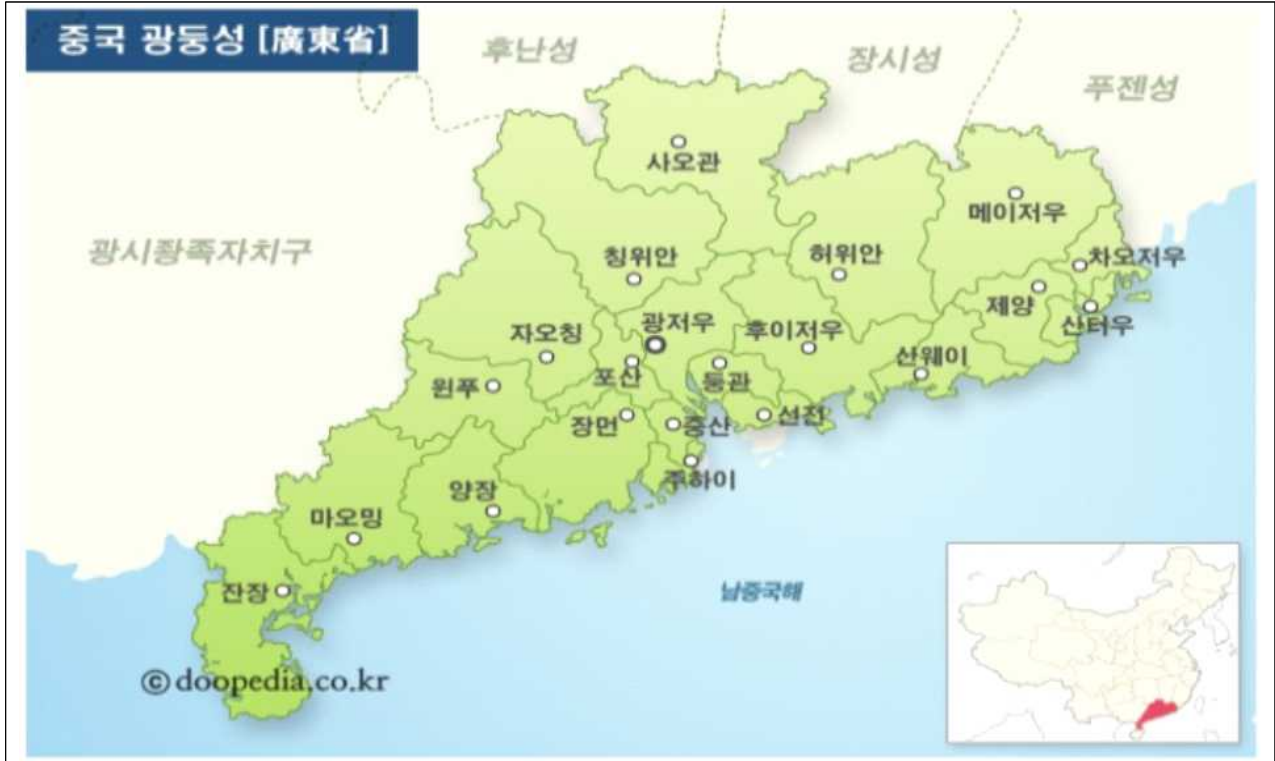 중국 광둥성 [廣東省]
후난성
장시성
푸젠성
사오관
메이저우
광시좡족자치구
칭위안
허위안
차오저우
제양
산터우
광저우
후이저우
자오칭
산웨이
포산
둥관
윈푸
장먼
중산
선전
주하이
양장
마오밍
잔장
남중국해
©doopedia.co.kr